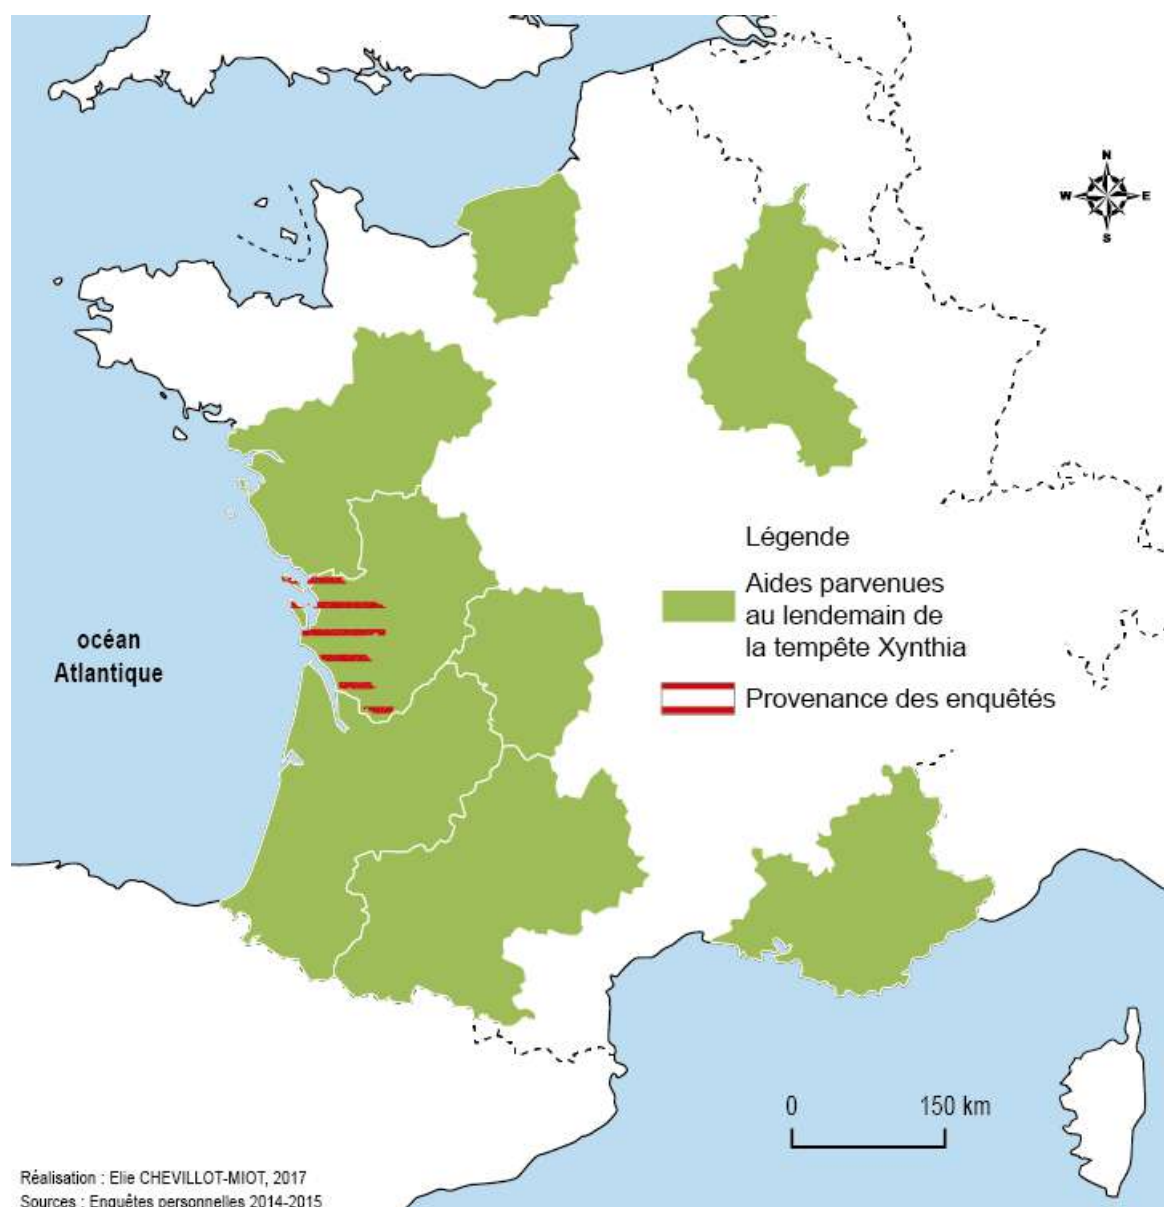 N
W E
S
Légende
Aides parvenues
au lendemain de
la tempête Xynthia
océan
Atlantique
Provenance des enquêtés
0 150 km
Réalisation : Elie CHEVILLOT-MIOT, 2017
Sources : Enquêtes personnelles 2014-2015